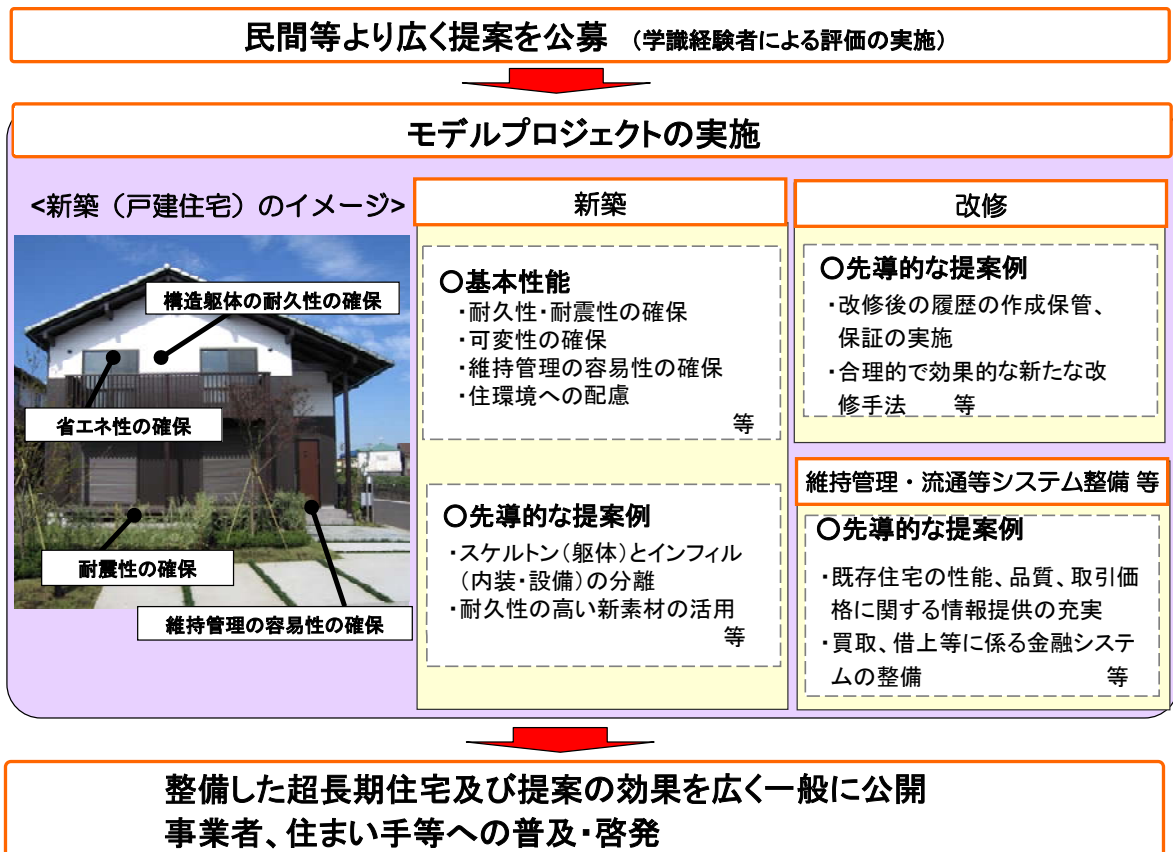 民間等より広く提案を公募 (学識経験者による評価の実施)
モデルプロジェクトの実施
<新築（戸建住宅）のイメージ>
構造躯体の耐久性の確保
省エネ性の確保
耐震性の確保
維持管理の容易性の確保
新築
○基本性能
・耐久性・耐震性の確保
・可変性の確保
・維持管理の容易性の確保
・住環境への配慮
等
○先導的な提案例
・スケルトン（躯体）とインフィル
（内装・設備）の分離
・耐久性の高い新素材の活用
等
改修
○先導的な提案例
・改修後の履歴の作成保管、
保証の実施
・合理的で効果的な新たな改
修手法　等
維持管理・流通等システム整備 等
○先導的な提案例
・既存住宅の性能、品質、取引価
格に関する情報提供の充実
・買取、借上等に係る金融システ
ムの整備　等
整備した超長期住宅及び提案の効果を広く一般に公開
事業者、住まい手等への普及・啓発